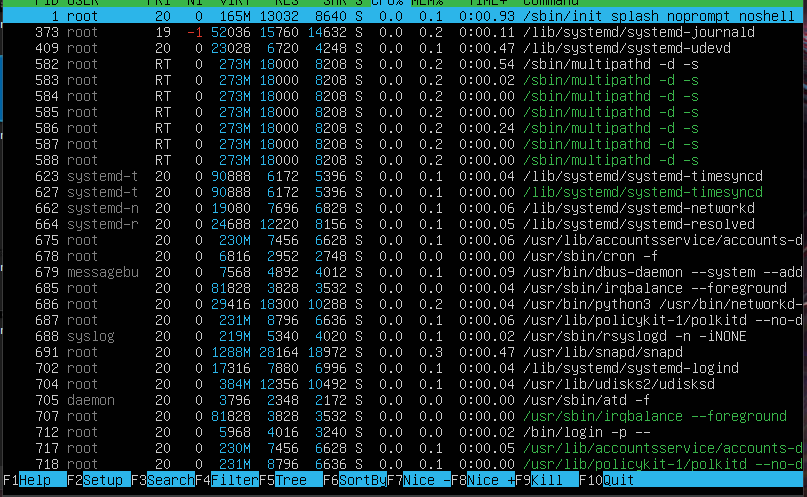 PID USER PRI NI VIRT RES SHR S CPU% MEM% TIME+ Command
1 root 20 0 165M 13032 8640 S 0.0 0.1 0:00.93 /sbin/init splash noprompt noshell
373 root 19 -1 52036 15760 14632 S 0.0 0.2 0:00.11 /lib/systemd/systemd-journald
409 root 20 0 23028 6720 4248 S 0.0 0.1 0:00.47 /lib/systemd/systemd-udevd
582 root RT 0 273M 18000 8208 S 0.0 0.2 0:00.54 /sbin/multipathd -d -s
583 root RT 0 273M 18000 8208 S 0.0 0.2 0:00.02 /sbin/multipathd -d -s
584 root RT 0 273M 18000 8208 S 0.0 0.2 0:00.00 /sbin/multipathd -d -s
585 root RT 0 273M 18000 8208 S 0.0 0.2 0:00.00 /sbin/multipathd -d -s
586 root RT 0 273M 18000 8208 S 0.0 0.2 0:00.24 /sbin/multipathd -d -s
587 root RT 0 273M 18000 8208 S 0.0 0.2 0:00.00 /sbin/multipathd -d -s
588 root RT 0 273M 18000 8208 S 0.0 0.2 0:00.00 /sbin/multipathd -d -s
623 systemd-t 20 0 90888 6172 5396 S 0.0 0.1 0:00.04 /lib/systemd/systemd-timesyncd
627 systemd-t 20 0 90888 6172 5396 S 0.0 0.1 0:00.00 /lib/systemd/systemd-timesyncd
662 systemd-n 20 0 19080 7696 6828 S 0.0 0.1 0:00.04 /lib/systemd/systemd-networkd
664 systemd-r 20 0 24688 12220 8156 S 0.0 0.1 0:00.05 /lib/systemd/systemd-resolved
675 root 20 0 230M 7456 6628 S 0.0 0.1 0:00.06 /usr/lib/accountsservice/accounts-d
678 root 20 0 6816 2952 2748 S 0.0 0.0 0:00.00 /usr/sbin/cron -f
679 messagebu 20 0 7568 4892 4012 S 0.0 0.1 0:00.09 /usr/bin/dbus-daemon --system --add
685 root 20 0 81828 3828 3532 S 0.0 0.0 0:00.04 /usr/sbin/irqbalance --foreground
686 root 20 0 29416 18300 10288 S 0.0 0.2 0:00.04 /usr/bin/python3 /usr/bin/networkd-
687 root 20 0 231M 8796 6636 S 0.0 0.1 0:00.06 /usr/lib/policykit-1/polkitd --no-d
688 syslog 20 0 219M 5340 4020 S 0.0 0.1 0:00.02 /usr/sbin/rsyslogd -n -iNONE
691 root 20 0 1288M 28164 18972 S 0.0 0.3 0:00.47 /usr/lib/snapd/snapd
702 root 20 0 17316 7880 6996 S 0.0 0.1 0:00.04 /lib/systemd/systemd-logind
704 root 20 0 384M 12356 10492 S 0.0 0.1 0:00.04 /usr/lib/udisks2/udisksd
705 daemon 20 0 3796 2348 2172 S 0.0 0.0 0:00.00 /usr/sbin/atd -f
707 root 20 0 81828 3828 3532 S 0.0 0.0 0:00.00 /usr/sbin/irqbalance --foreground
712 root 20 0 5968 4016 3240 S 0.0 0.0 0:00.02 /bin/login -p --
717 root 20 0 230M 7456 6628 S 0.0 0.1 0:00.05 /usr/lib/accountsservice/accounts-d
718 root 20 0 231M 8796 6636 S 0.0 0.1 0:00.00 /usr/lib/policykit-1/polkitd --no-d
F1Help F2Setup F3SearchF4FilterF5Tree F6SortByF7Nice -F8Nice +F9Kill F10Quit